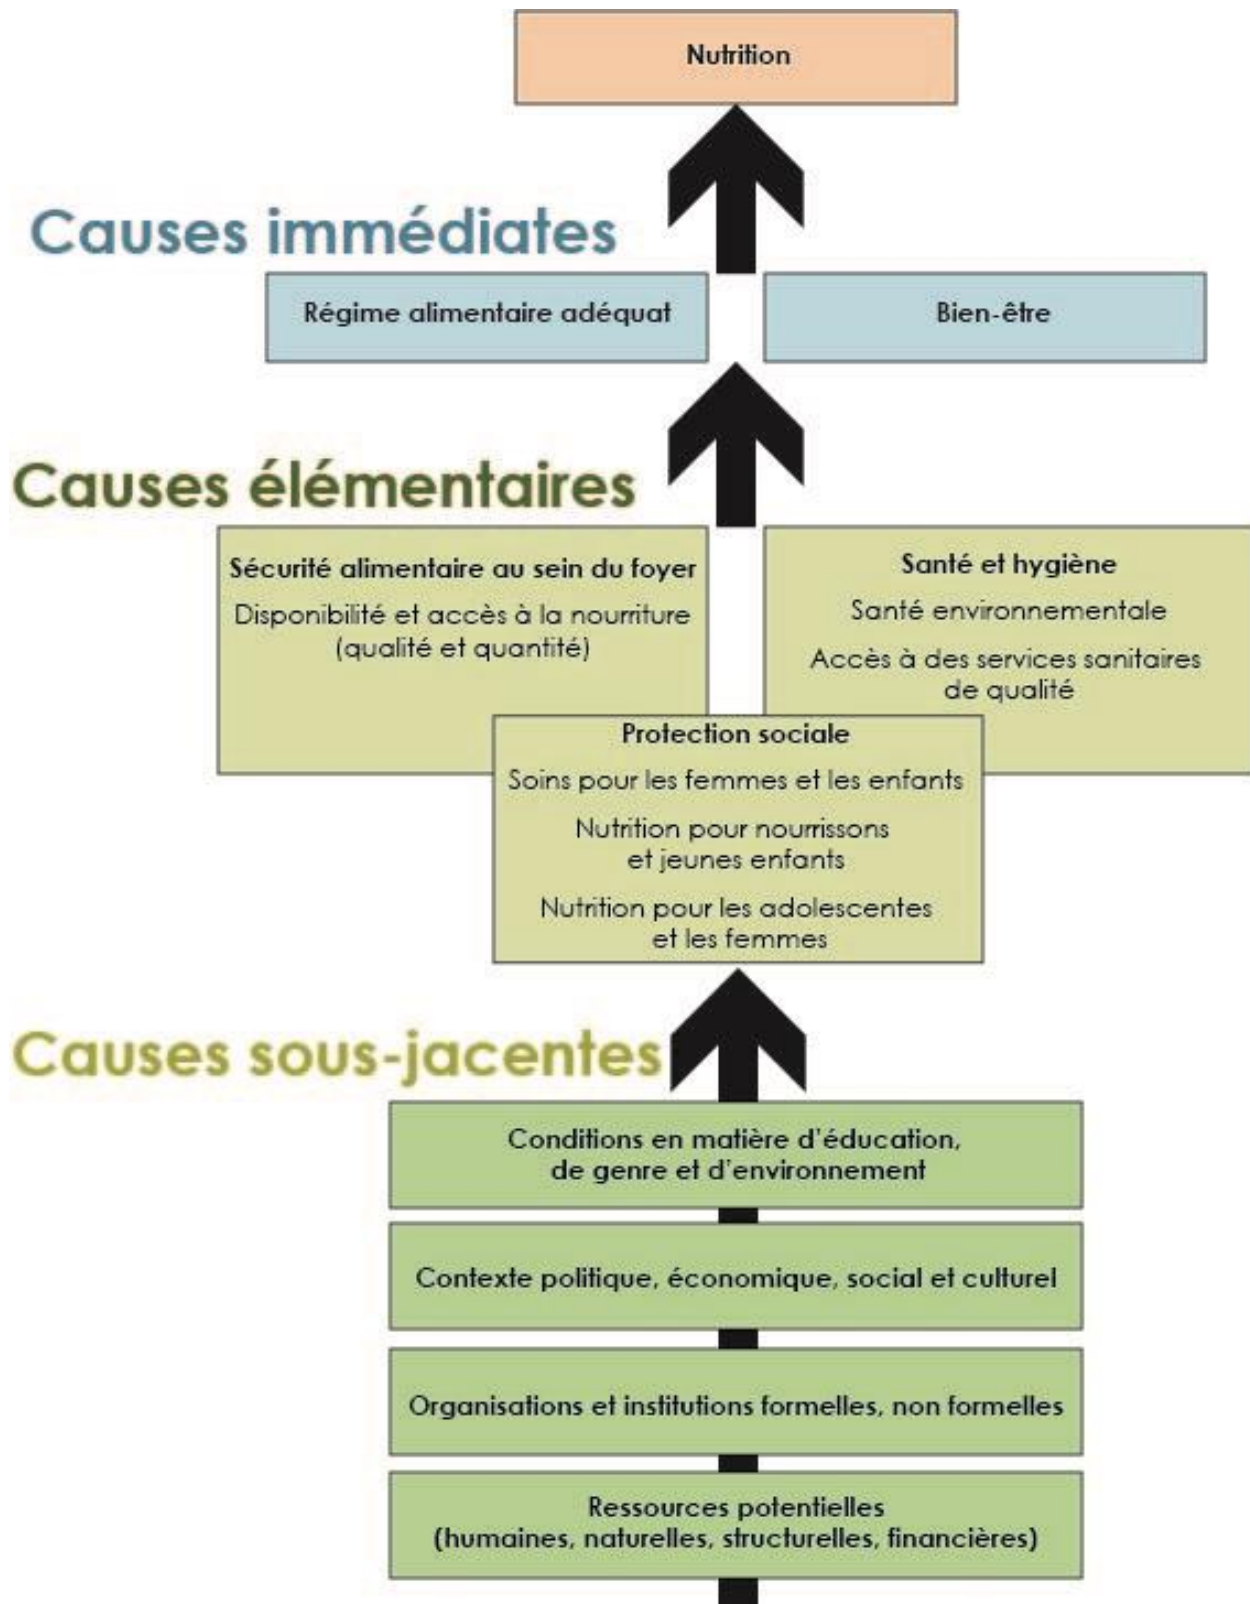 Nutrition
Causes immédiates
Régime alimentaire adéquat
Bien-être
Causes élémentaires
Sécurité alimentaire au sein du foyer
Disponibilité et accès à la nourriture
(qualité et quantité)
Santé et hygiène
Santé environnementale
Accès à des services sanitaires
de qualité
Protection sociale
Soins pour les femmes et les enfants
Nutrition pour nourrissons
et jeunes enfants
Nutrition pour les adolescentes
et les femmes
Causes sous-jacentes
Conditions en matière d'éducation,
de genre et d'environnement
Contexte politique, économique, social et culturel
Organisations et institutions formelles, non formelles
Ressources potentielles
(humaines, naturelles, structurelles, financières)